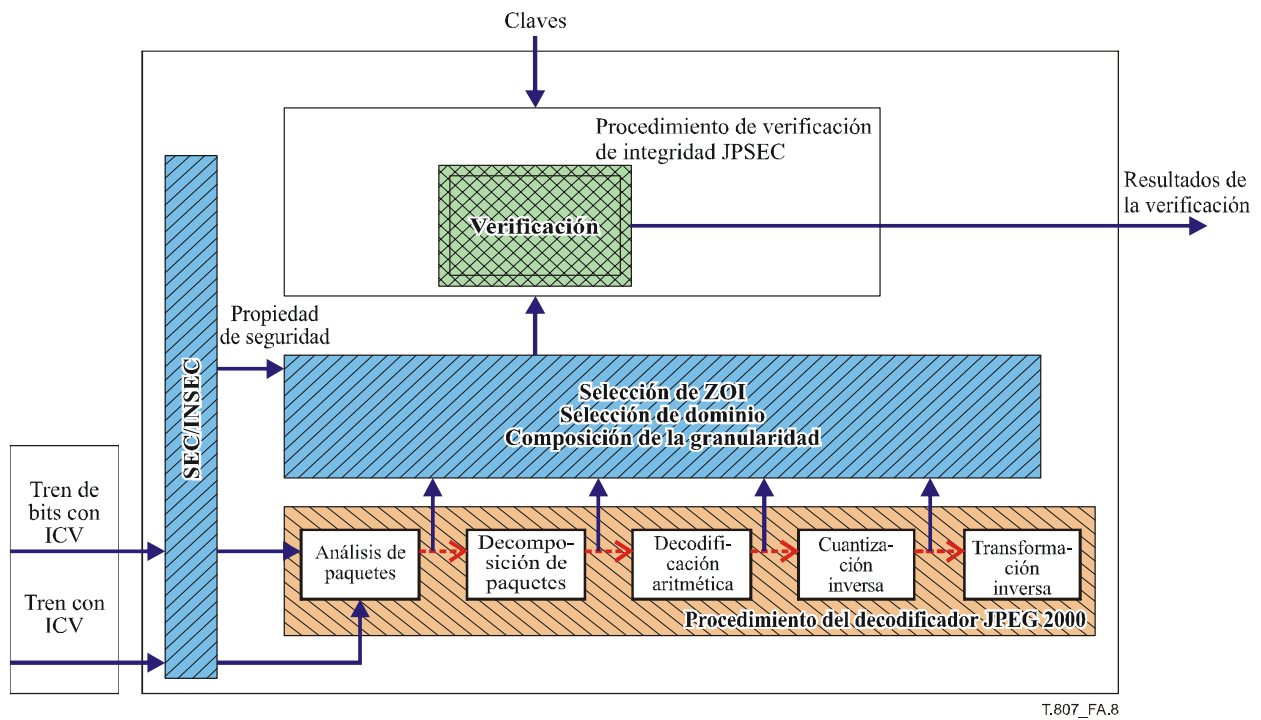 Claves
Procedimiento de verificación
de integridad JPSEC
Verificación
Resultados de
la verificación
Propiedad
de seguridad
SEC/INSEC
Selección de ZOI
Selección de dominio
Composición de la granularidad
Tren de
bits con
ICV
Tren con
ICV
Análisis de
paquetes
Decompo-
sición de
paquetes
Decodifi-
cación
aritmética
Cuantiza-
ción
inversa
Transforma-
ción
inversa
Procedimiento del decodificador JPEG 2000
T.807_FA.8